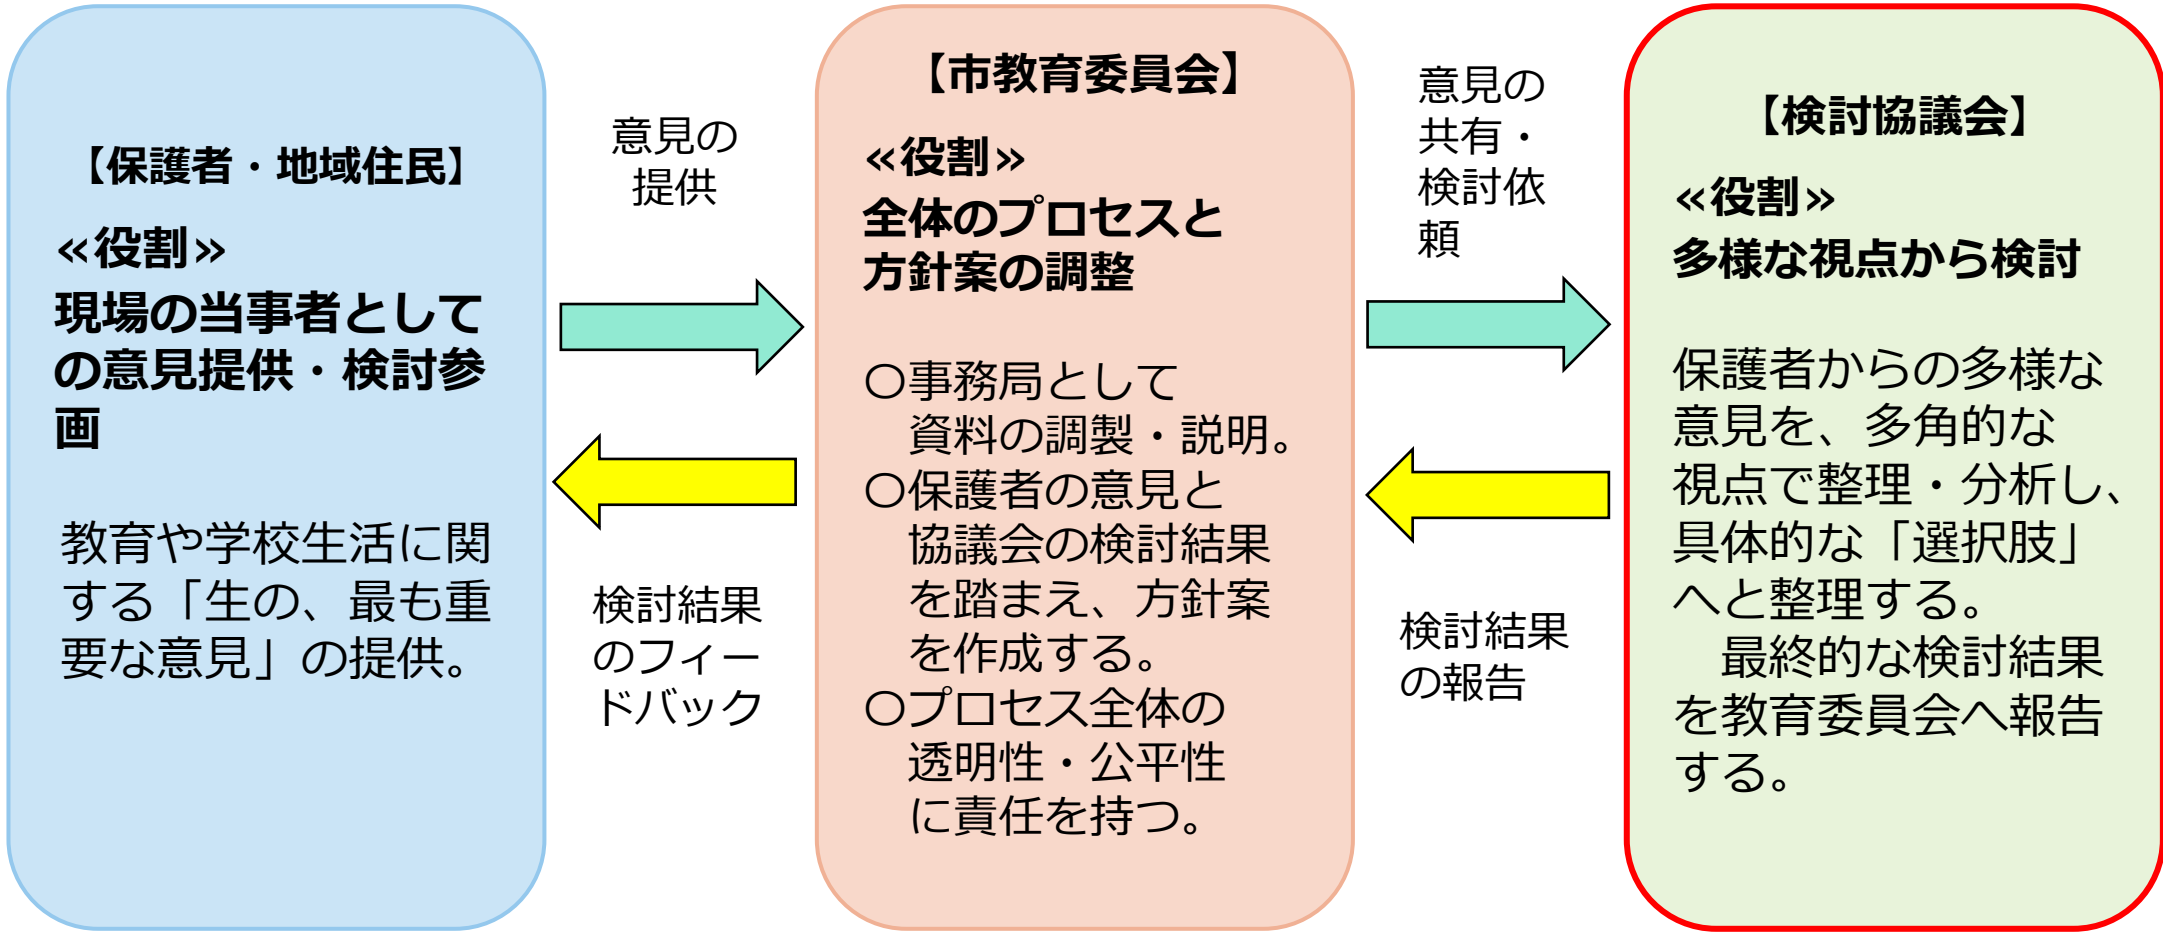 【保護者・地域住民】
≪役割≫
現場の当事者として
の意見提供・検討参
画
教育や学校生活に関
する「生の、最も重
要な意見」の提供。
意見の
提供
検討結果
のフィー
ドバック
【市教育委員会】
≪役割≫
全体のプロセスと
方針案の調整
〇事務局として
資料の調製・説明。
〇保護者の意見と
協議会の検討結果
を踏まえ、方針案
を作成する。
〇プロセス全体の
透明性・公平性
に責任を持つ。
意見の
共有・
検討依
頼
検討結果
の報告
【検討協議会】
≪役割≫
多様な視点から検討
保護者からの多様な
意見を、多角的な
視点で整理・分析し、
具体的な「選択肢」
へと整理する。
最終的な検討結果
を教育委員会へ報告
する。